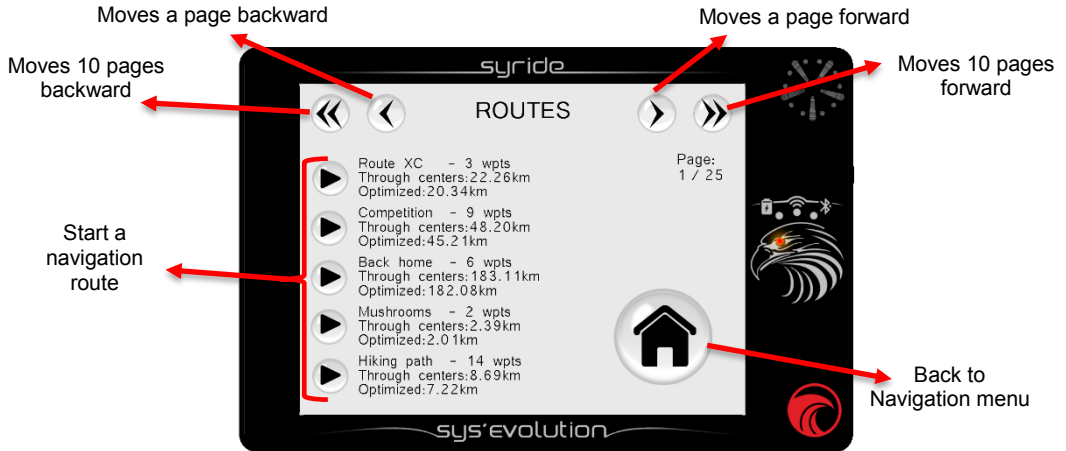 Moves a page backward
Moves a page forward
Moves 10 pages
backward
Moves 10 pages
forward
syride
ROUTES
Page:
1 / 25
Route XC - 3 wpts
Through centers:22.26km
Optimized:20.34km
Competition - 9 wpts
Through centers:48.20km
Optimized:45.21km
Back home - 6 wpts
Through centers:183.11km
Optimized:182.08km
Mushrooms - 2 wpts
Through centers:2.39km
Optimized:2.01km
Hiking path - 14 wpts
Through centers:8.69km
Optimized:7.22km
Start a
navigation
route
Back to
Navigation menu
sys'evolution